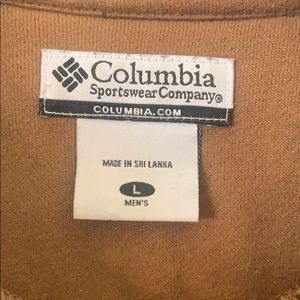 Columbia
Sportswear Company®
COLUMBIA.COM
MADE IN SRI LANKA
L
MEN'S